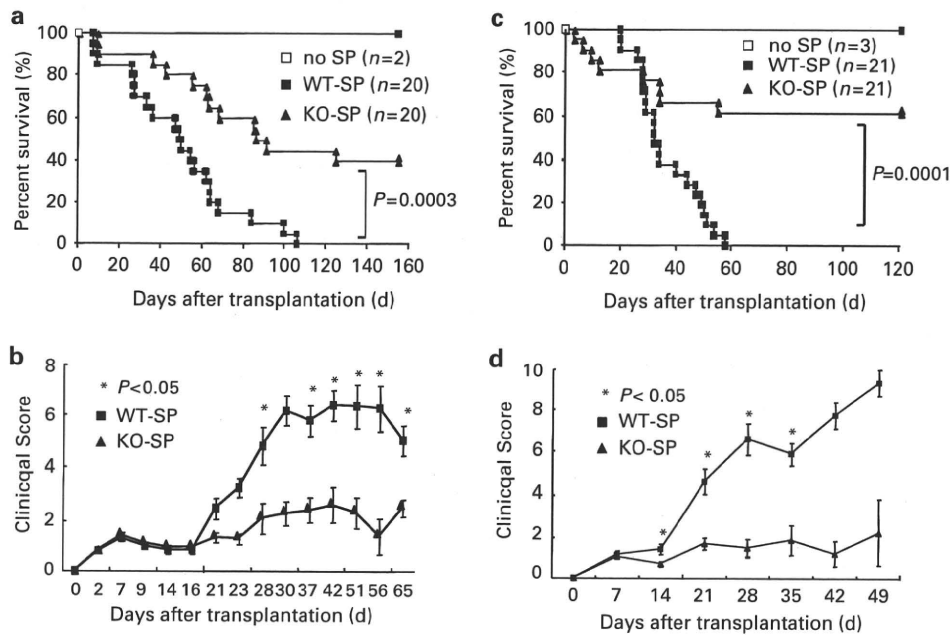 a
100
80
60
40
20
0
Percent survival (%)
no SP (n=2)
WT-SP (n=20)
KO-SP (n=20)
P=0.0003
0 20 40 60 80 100 120 140 160
Days after transplantation (d)
c
100
80
60
40
20
0
Percent survival (%)
no SP (n=3)
WT-SP (n=21)
KO-SP (n=21)
P=0.0001
0 20 40 60 80 100 120
Days after transplantation (d)
b
8
6
4
2
0
Clinicqal Score
* P<0.05
WT-SP
KO-SP
* * * * * *
0 2 7 9 14 16 21 23 28 30 37 42 51 56 65
Days after transplantation (d)
d
10
8
6
4
2
0
Clinicqal Score
* P< 0.05
WT-SP
KO-SP
* * * *
0 7 14 21 28 35 42 49
Days after transplantation (d)